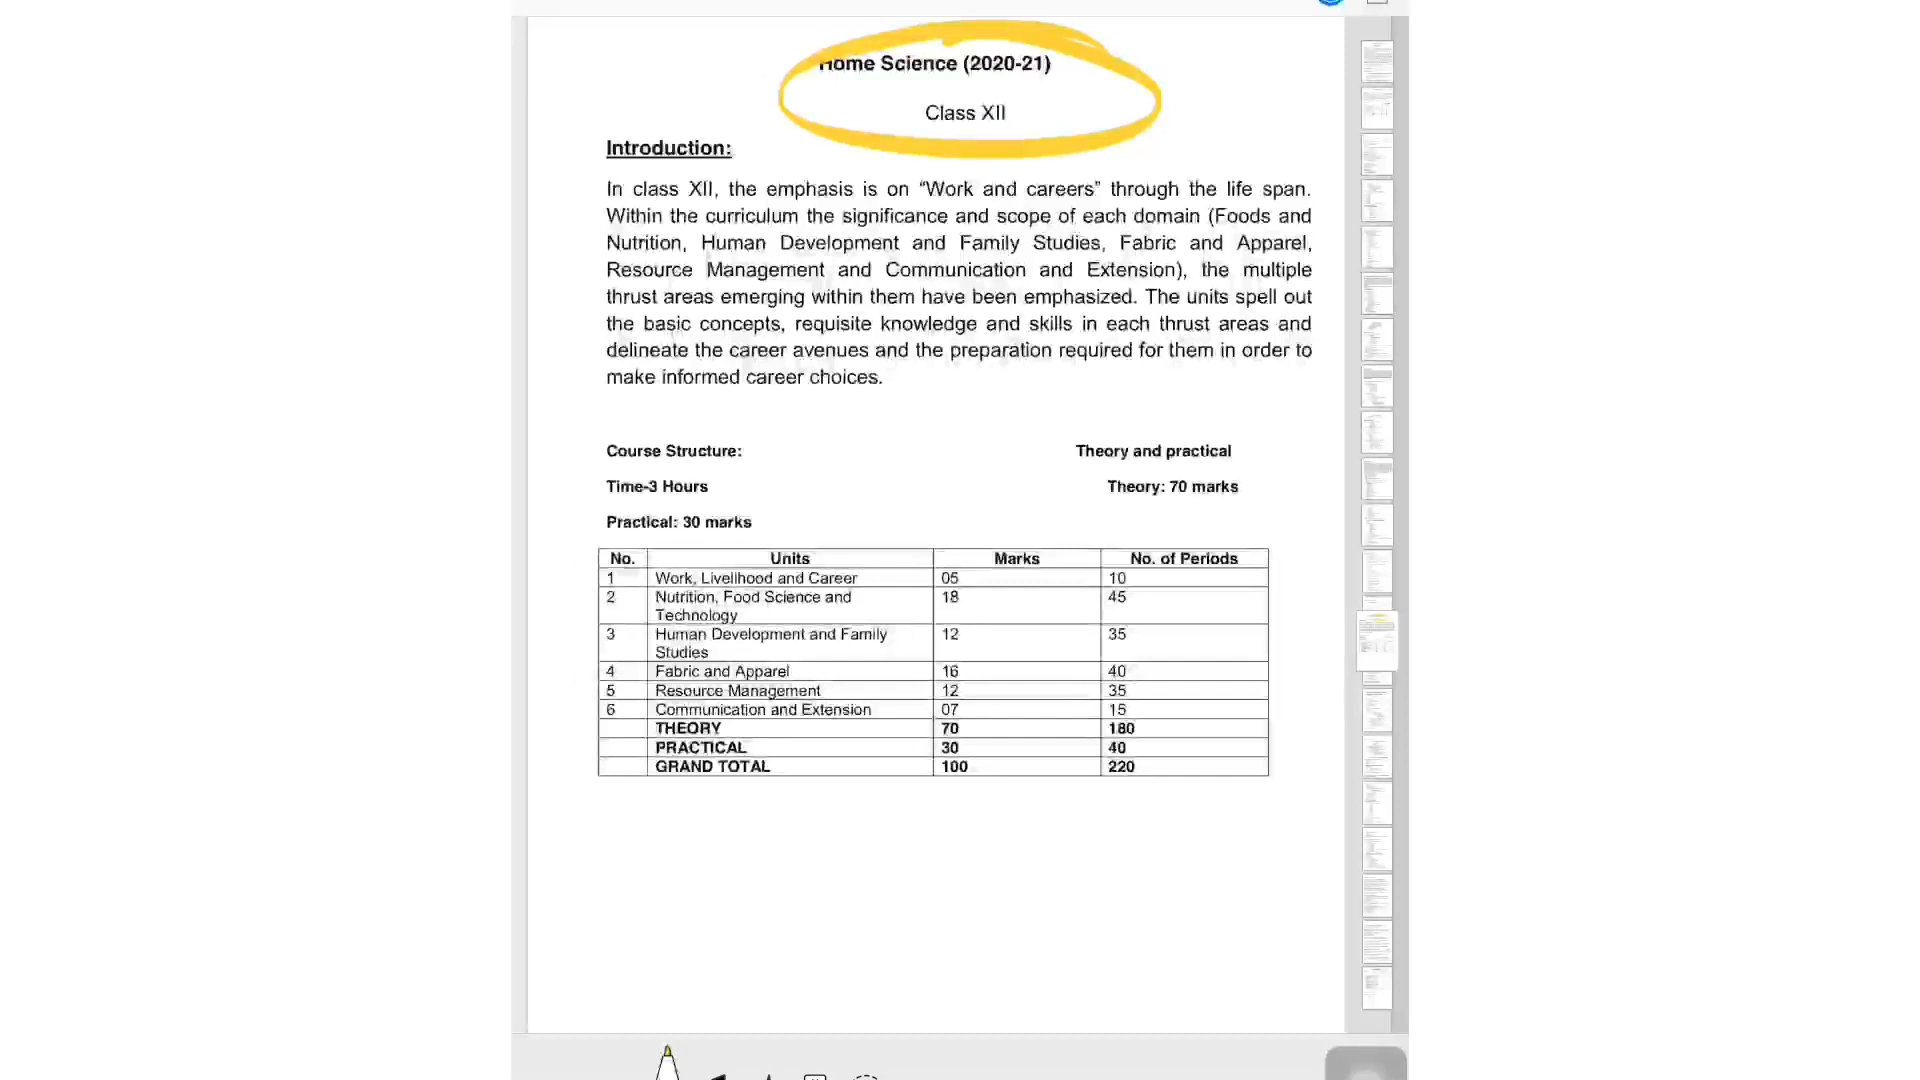 Home Science (2020-21)
Class XII
Introduction:
In class XII, the emphasis is on “Work and careers” through the life span.
Within the curriculum the significance and scope of each domain (Foods and
Nutrition, Human Development and Family Studies, Fabric and Apparel,
Resource Management and Communication and Extension), the multiple
thrust areas emerging within them have been emphasized. The units spell out
the basic concepts, requisite knowledge and skills in each thrust areas and
delineate the career avenues and the preparation required for them in order to
make informed career choices.
Course Structure: Theory and practical
Time-3 Hours Theory: 70 marks
Practical: 30 marks
No. Units Marks No. of Periods
1 Work, Livelihood and Career 05 10
2 Nutrition, Food Science and 18 45
Technology
3 Human Development and Family 12 35
Studies
4 Fabric and Apparel 16 40
5 Resource Management 12 35
6 Communication and Extension 07 15
THEORY 70 180
PRACTICAL 30 40
GRAND TOTAL 100 220